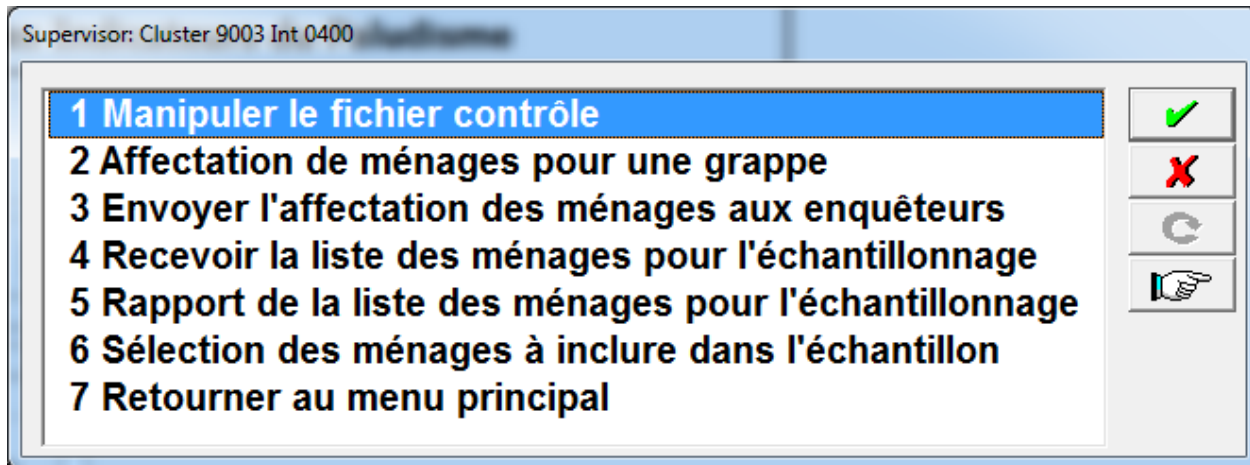 Supervisor: Cluster 9003 Int 0400
1 Manipuler le fichier contrôle
2 Affectation de ménages pour une grappe
3 Envoyer l'affectation des ménages aux enquêteurs
4 Recevoir la liste des ménages pour l'échantillonnage
5 Rapport de la liste des ménages pour l'échantillonnage
6 Sélection des ménages à inclure dans l'échantillon
7 Retourner au menu principal